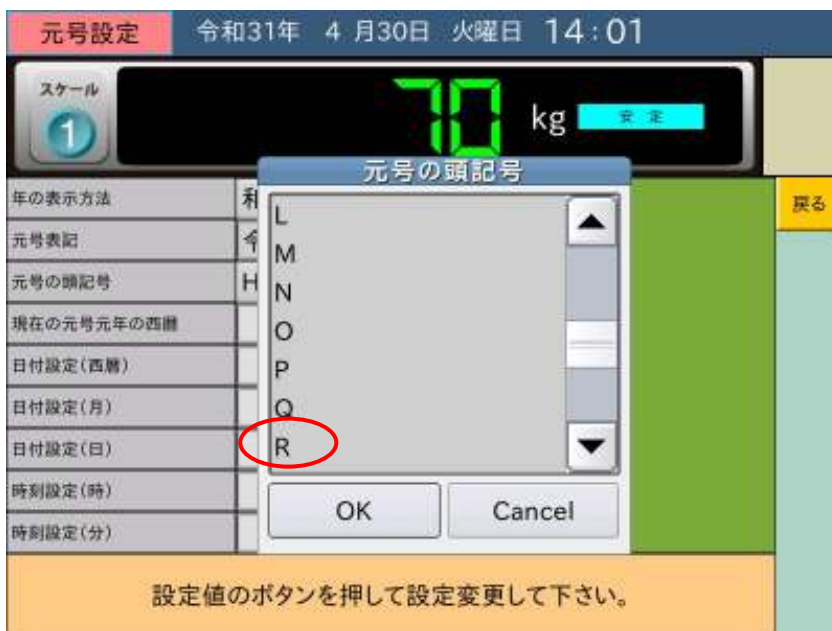 元号設定 令和31年 4月30日 火曜日 14:01
スケール
1
70 kg 安定
元号の頭記号
年の表示方法 和
元号表記 令
元号の頭記号 H
現在の元号元年の西暦
日付設定(西暦)
日付設定(月)
日付設定(日)
時刻設定(時)
時刻設定(分)
L
M
N
O
P
Q
R
OK Cancel
戻る
設定値のボタンを押して設定変更して下さい。